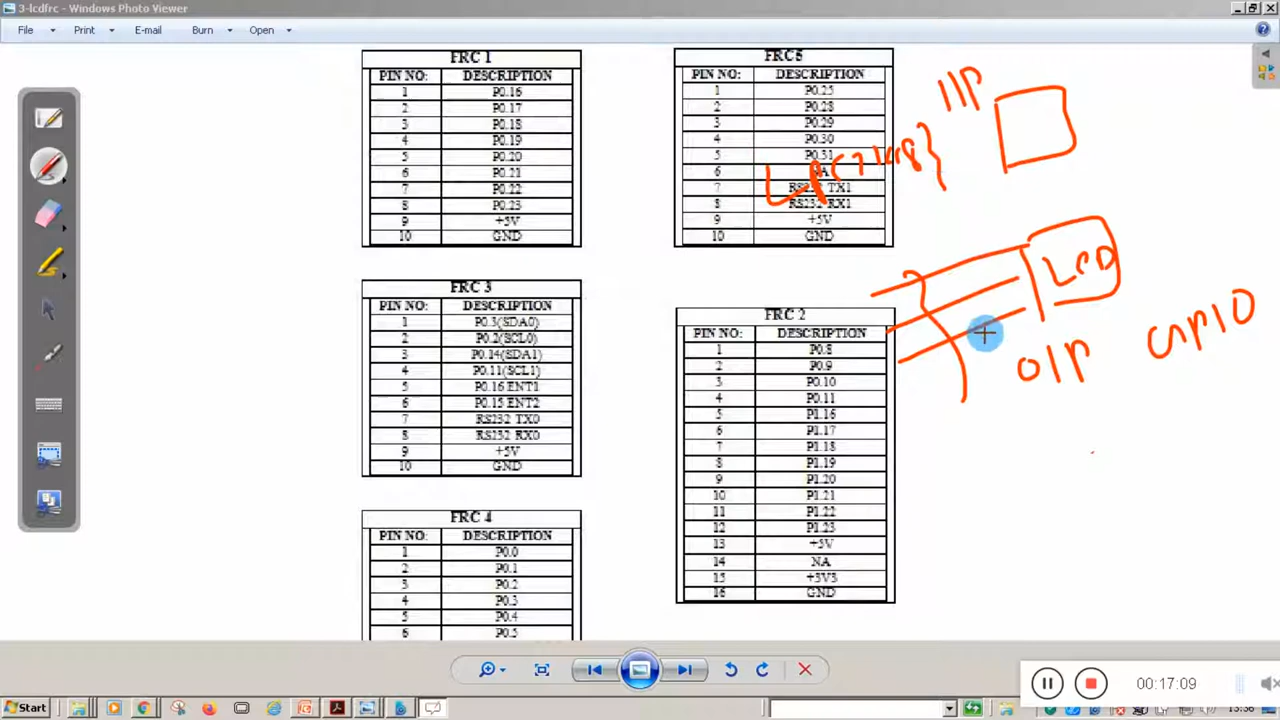 3-lcdfrc - Windows Photo Viewer
File Print E-mail Burn Open
FRC 1
PIN NO: DESCRIPTION
1 P0.16
2 P0.17
3 P0.18
4 P0.19
5 P0.20
6 P0.21
7 P0.22
8 P0.23
9 +5V
10 GND
FRC 3
PIN NO: DESCRIPTION
1 P0.3(SDA0)
2 P0.2(SCL0)
3 P0.14(SDA1)
4 P0.11(SCL1)
5 P0.16 ENT1
6 P0.15 ENT2
7 RS232 TX0
8 RS232 RX0
9 +5V
10 GND
FRC 4
PIN NO: DESCRIPTION
1 P0.0
2 P0.1
3 P0.2
4 P0.3
5 P0.4
6 P0.5
FRC5
PIN NO: DESCRIPTION
1 P0.25
2 P0.28
3 P0.29
4 P0.30
5 P0.31
6 NA
7 RS232 TX1
8 RS232 RX1
9 +5V
10 GND
FRC 2
PIN NO: DESCRIPTION
1 P0.8
2 P0.9
3 P0.10
4 P0.11
5 P1.16
6 P1.17
7 P1.18
8 P1.19
9 P1.20
10 P1.21
11 P1.22
12 P1.23
13 +5V
14 NA
15 +3V3
16 GND
I/P
LCD
O/P GPIO
00:17:09
Start
13:36